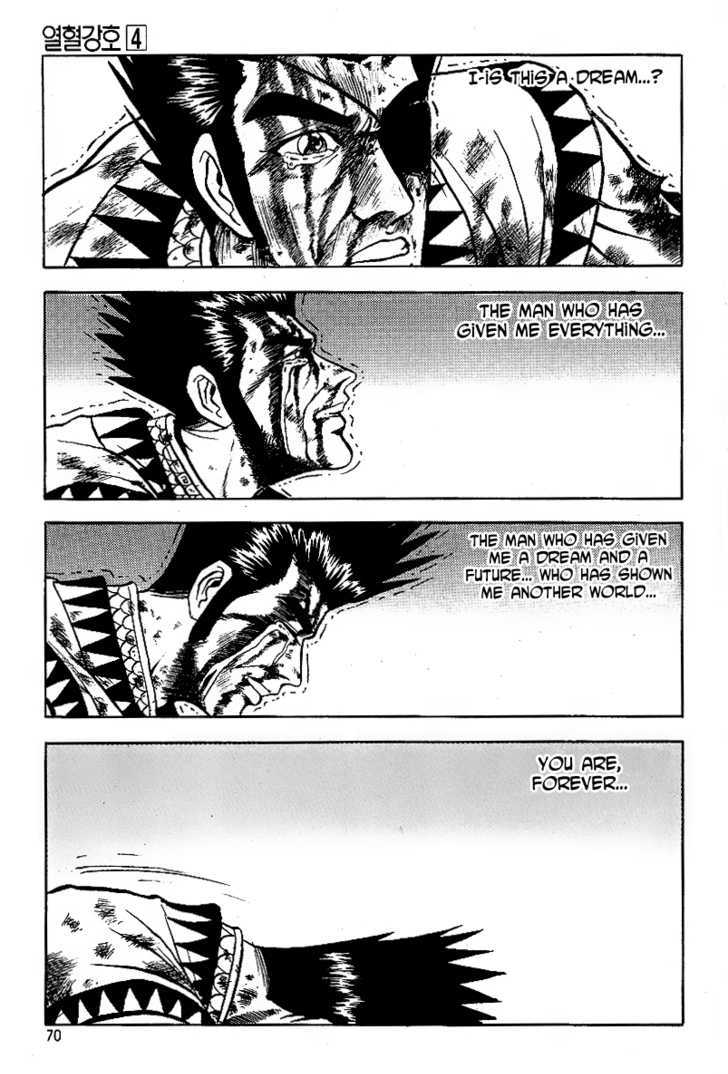 열혈강호 4
I-IS THIS A DREAM...?
THE MAN WHO HAS
GIVEN ME EVERYTHING...
THE MAN WHO HAS GIVEN
ME A DREAM AND A
FUTURE... WHO HAS SHOWN
ME ANOTHER WORLD...
YOU ARE,
FOREVER...
70